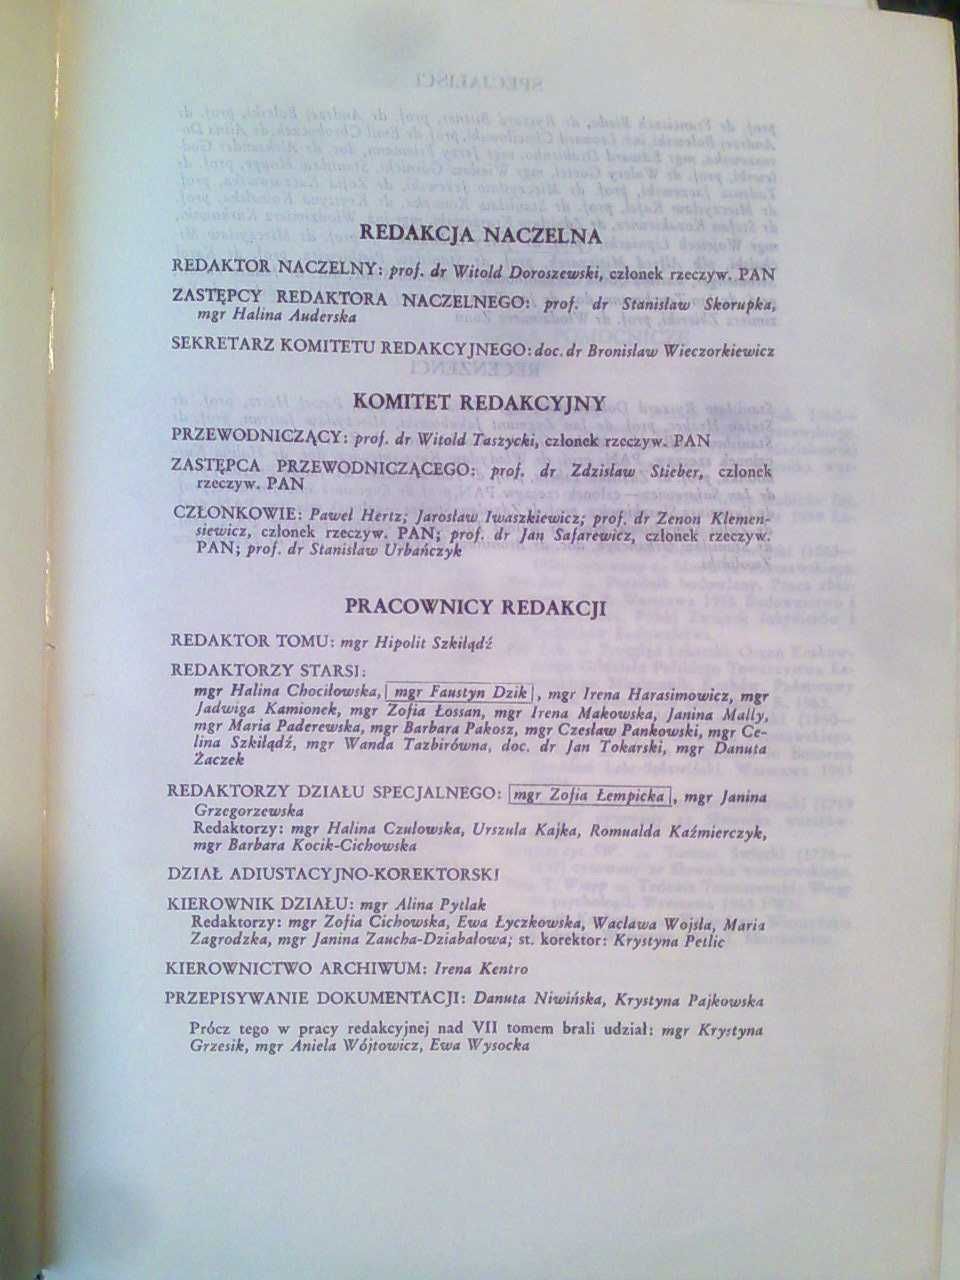 REDAKCJA NACZELNA
REDAKTOR NACZELNY: prof. dr Witold Doroszewski, członek rzeczyw. PAN
ZASTĘPCY REDAKTORA NACZELNEGO: prof. dr Stanisław Skorupka,
mgr Halina Auderska
SEKRETARZ KOMITETU REDAKCYJNEGO: doc. dr Bronisław Wieczorkiewicz
KOMITET REDAKCYJNY
PRZEWODNICZĄCY: prof. dr Witold Taszycki, członek rzeczyw. PAN
ZASTĘPCA PRZEWODNICZĄCEGO: prof. dr Zdzisław Stieber, członek
rzeczyw. PAN
CZŁONKOWIE: Paweł Hertz; Jarosław Iwaszkiewicz; prof. dr Zenon Klemen-
siewicz, członek rzeczyw. PAN; prof. dr Jan Safarewicz, członek rzeczyw.
PAN; prof. dr Stanisław Urbańczyk
PRACOWNICY REDAKCJI
REDAKTOR TOMU: mgr Hipolit Szkiłądź
REDAKTORZY STARSI:
mgr Halina Chociłowska, mgr Faustyn Dzik, mgr Irena Harasimowicz, mgr
Jadwiga Kamionek, mgr Zofia Łossan, mgr Irena Makowska, Janina Mally,
mgr Maria Paderewska, mgr Barbara Pakosz, mgr Czesław Pankowski, mgr Ce-
lina Szkiłądź, mgr Wanda Tazbirówna, doc. dr Jan Tokarski, mgr Danuta
Żaczek
REDAKTORZY DZIAŁU SPECJALNEGO: mgr Zofia Łempicka, mgr Janina
Grzegorzewska
Redaktorzy: mgr Halina Czułowska, Urszula Kajka, Romualda Kaźmierczyk,
mgr Barbara Kocik-Cichowska
DZIAŁ ADIUSTACYJNO-KOREKTORSKI
KIEROWNIK DZIAŁU: mgr Alina Pytlak
Redaktorzy: mgr Zofia Cichowska, Ewa Łyczkowska, Wacława Wojsła, Maria
Zagrodzka, mgr Janina Zaucha-Dziabałowa; st. korektor: Krystyna Petlic
KIEROWNICTWO ARCHIWUM: Irena Kentro
PRZEPISYWANIE DOKUMENTACJI: Danuta Niwińska, Krystyna Pajkowska
Prócz tego w pracy redakcyjnej nad VII tomem brali udział: mgr Krystyna
Grzesik, mgr Aniela Wójtowicz, Ewa Wysocka